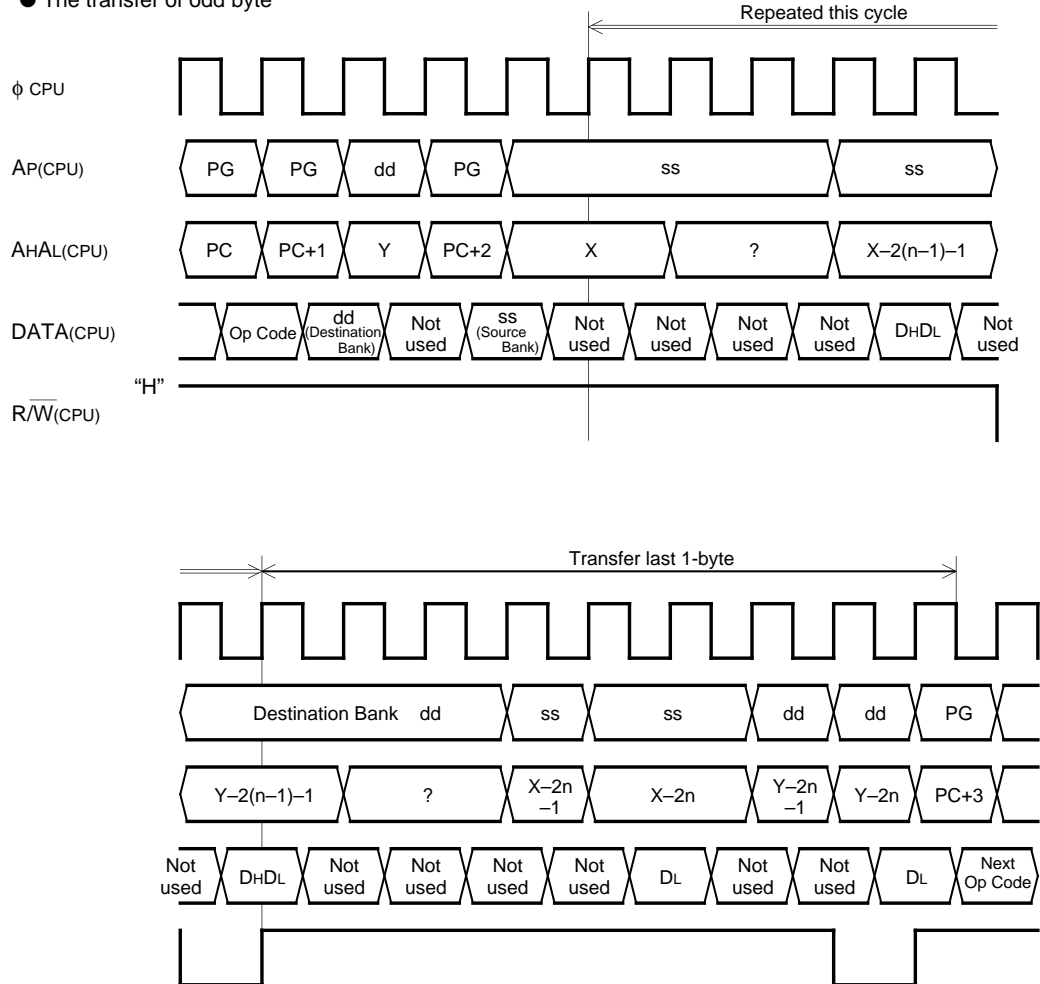 ● The transfer of odd byte
Repeated this cycle
ϕ CPU
AP(CPU) PG PG dd PG ss ss
AHAL(CPU) PC PC+1 Y PC+2 X ? X–2(n–1)–1
DATA(CPU) Op Code dd (Destination Bank) Not used ss (Source Bank) Not used Not used Not used Not used DHDL Not used
"H"
R/W̅(CPU)
Transfer last 1-byte
Destination Bank dd ss ss dd dd PG
Y–2(n–1)–1 ? X–2n –1 X–2n Y–2n –1 Y–2n PC+3
Not used DHDL Not used Not used Not used Not used DL Not used Not used DL Next Op Code